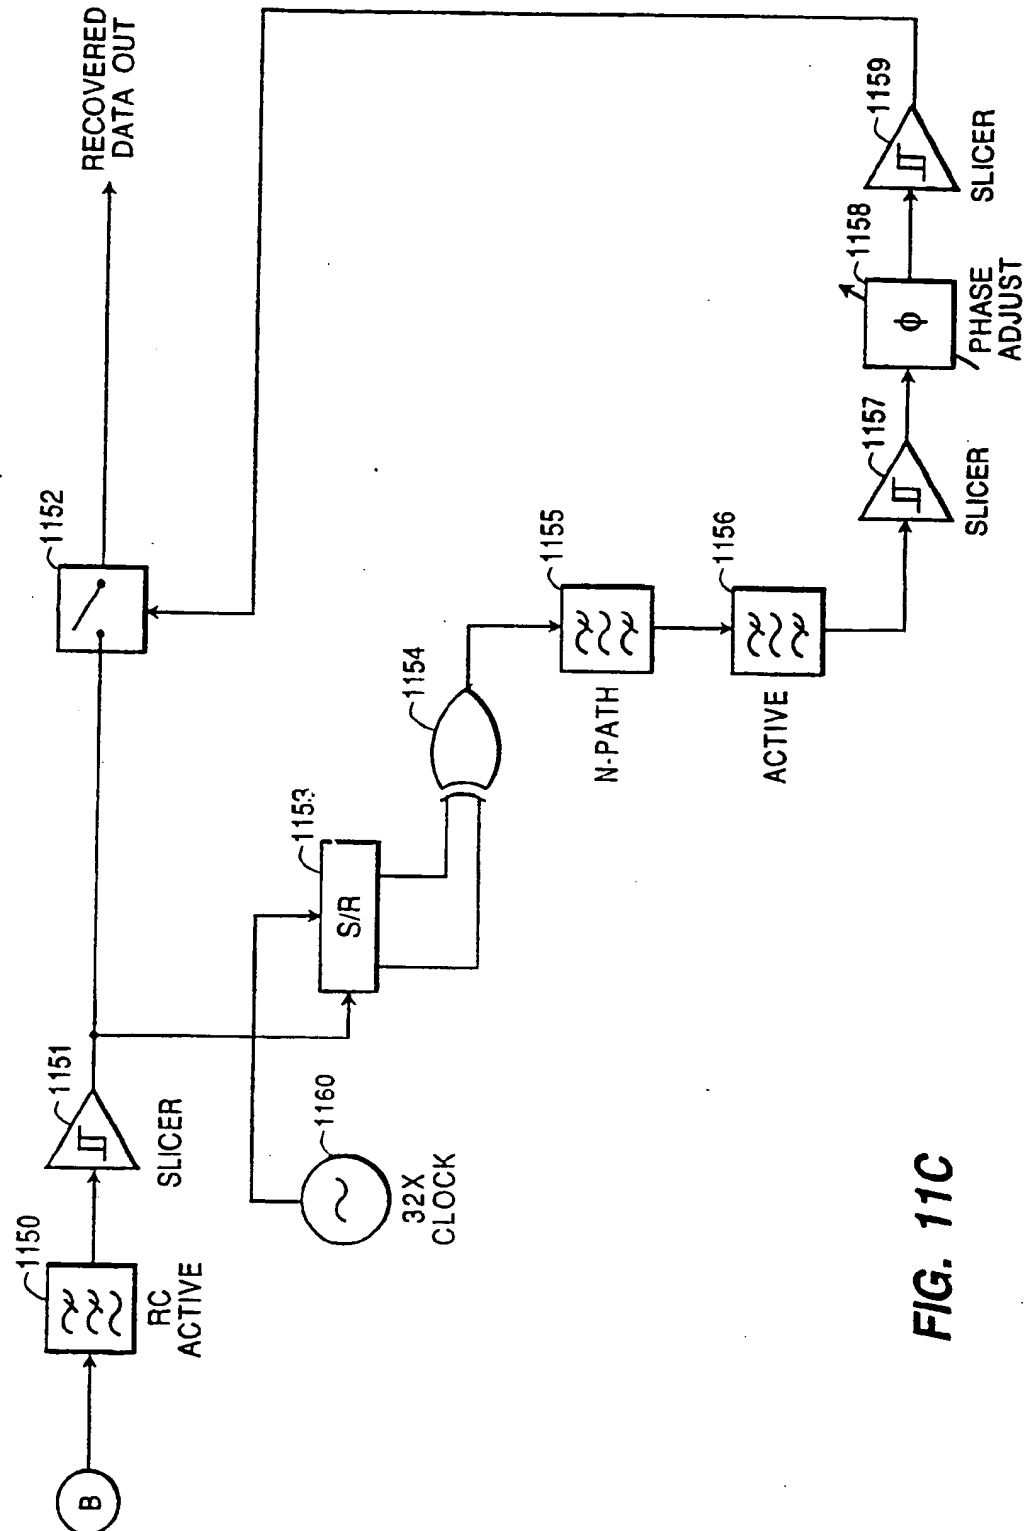 B
1150
RC
ACTIVE
1151
SLICER
1152
RECOVERED
DATA OUT
1160
32X
CLOCK
1153
S/R
1154
1155
N-PATH
1156
ACTIVE
1157
SLICER
1158
Φ
PHASE
ADJUST
1159
SLICER
FIG. 11C